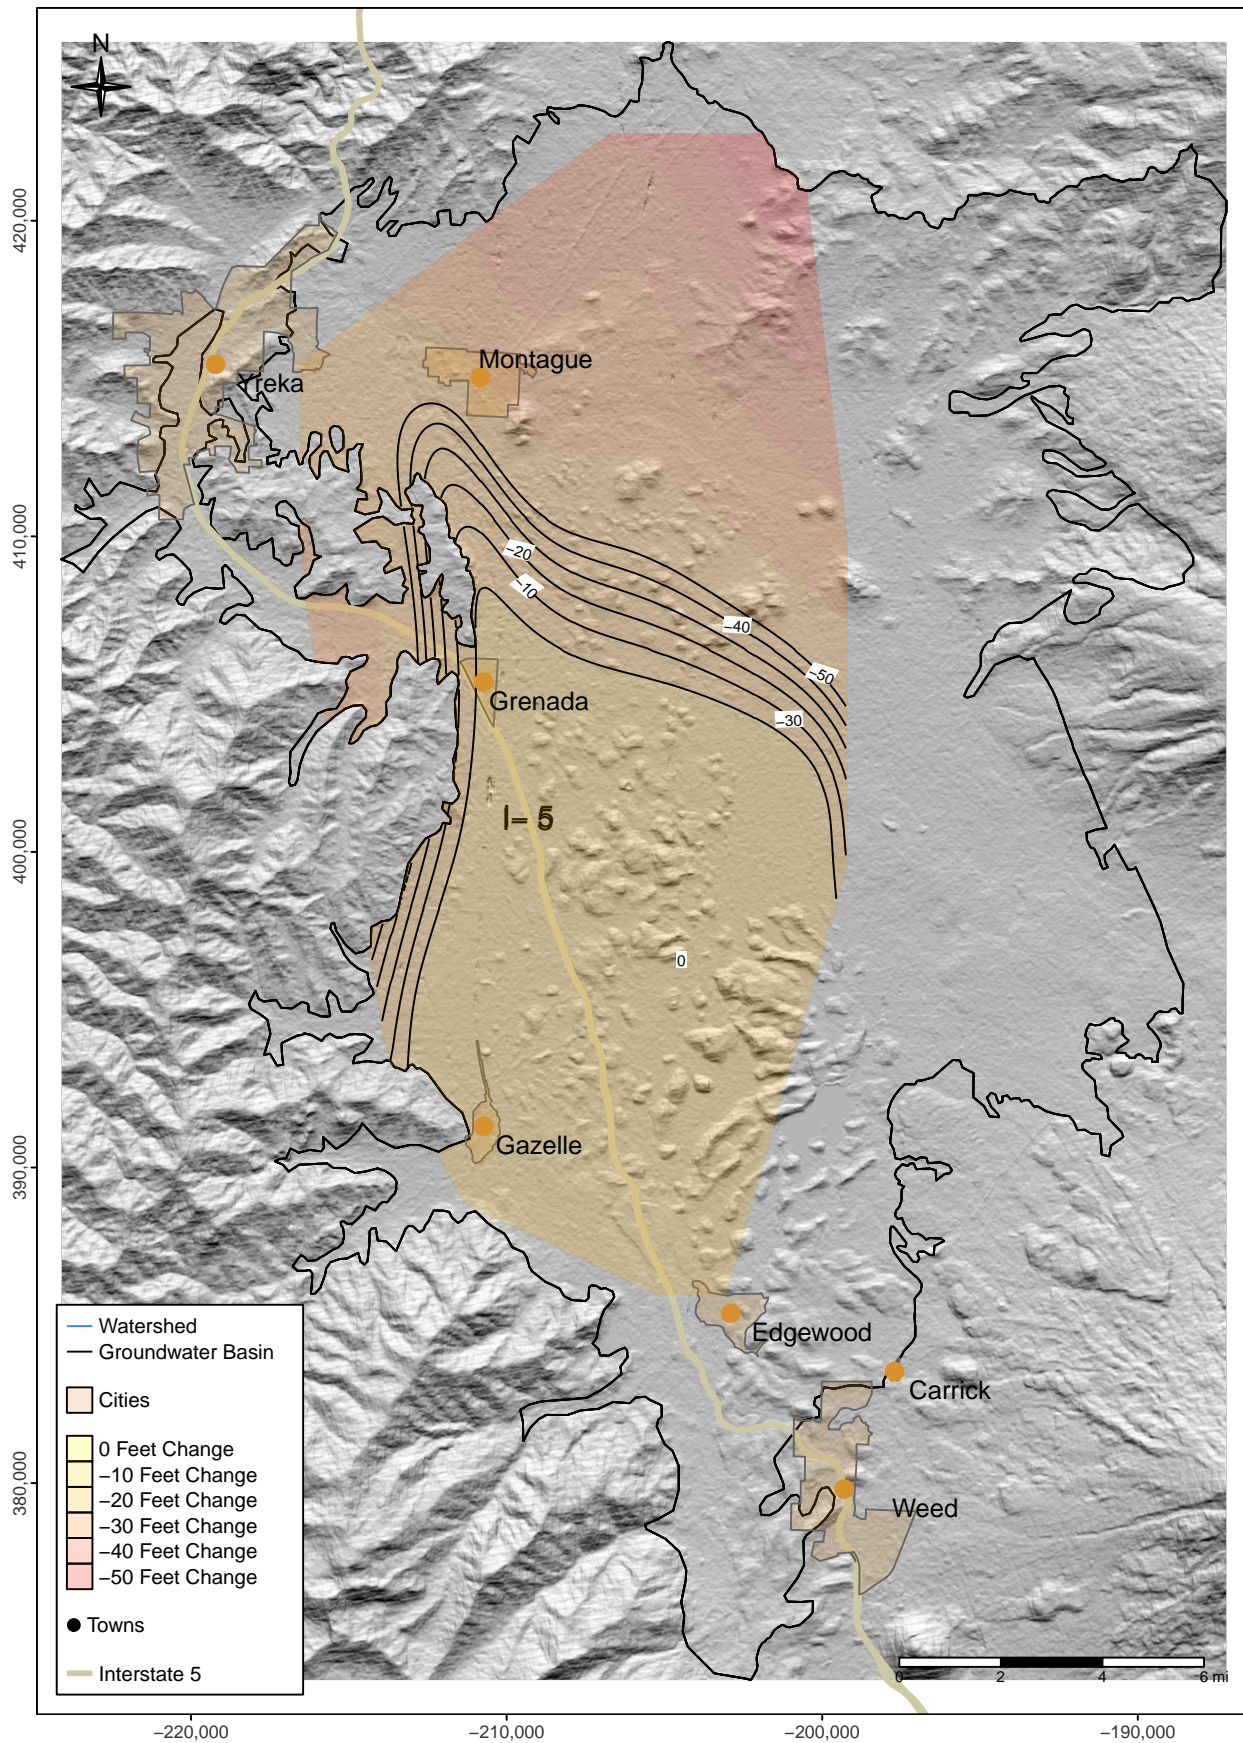 N
420,000
410,000
400,000
390,000
380,000
Yreka
Montague
−20
−10
−40
−50
−30
Grenada
I− 5
0
Gazelle
Edgewood
Carrick
Weed
Watershed
Groundwater Basin
Cities
0 Feet Change
−10 Feet Change
−20 Feet Change
−30 Feet Change
−40 Feet Change
−50 Feet Change
Towns
Interstate 5
0 2 4 6 mi
−220,000 −210,000 −200,000 −190,000